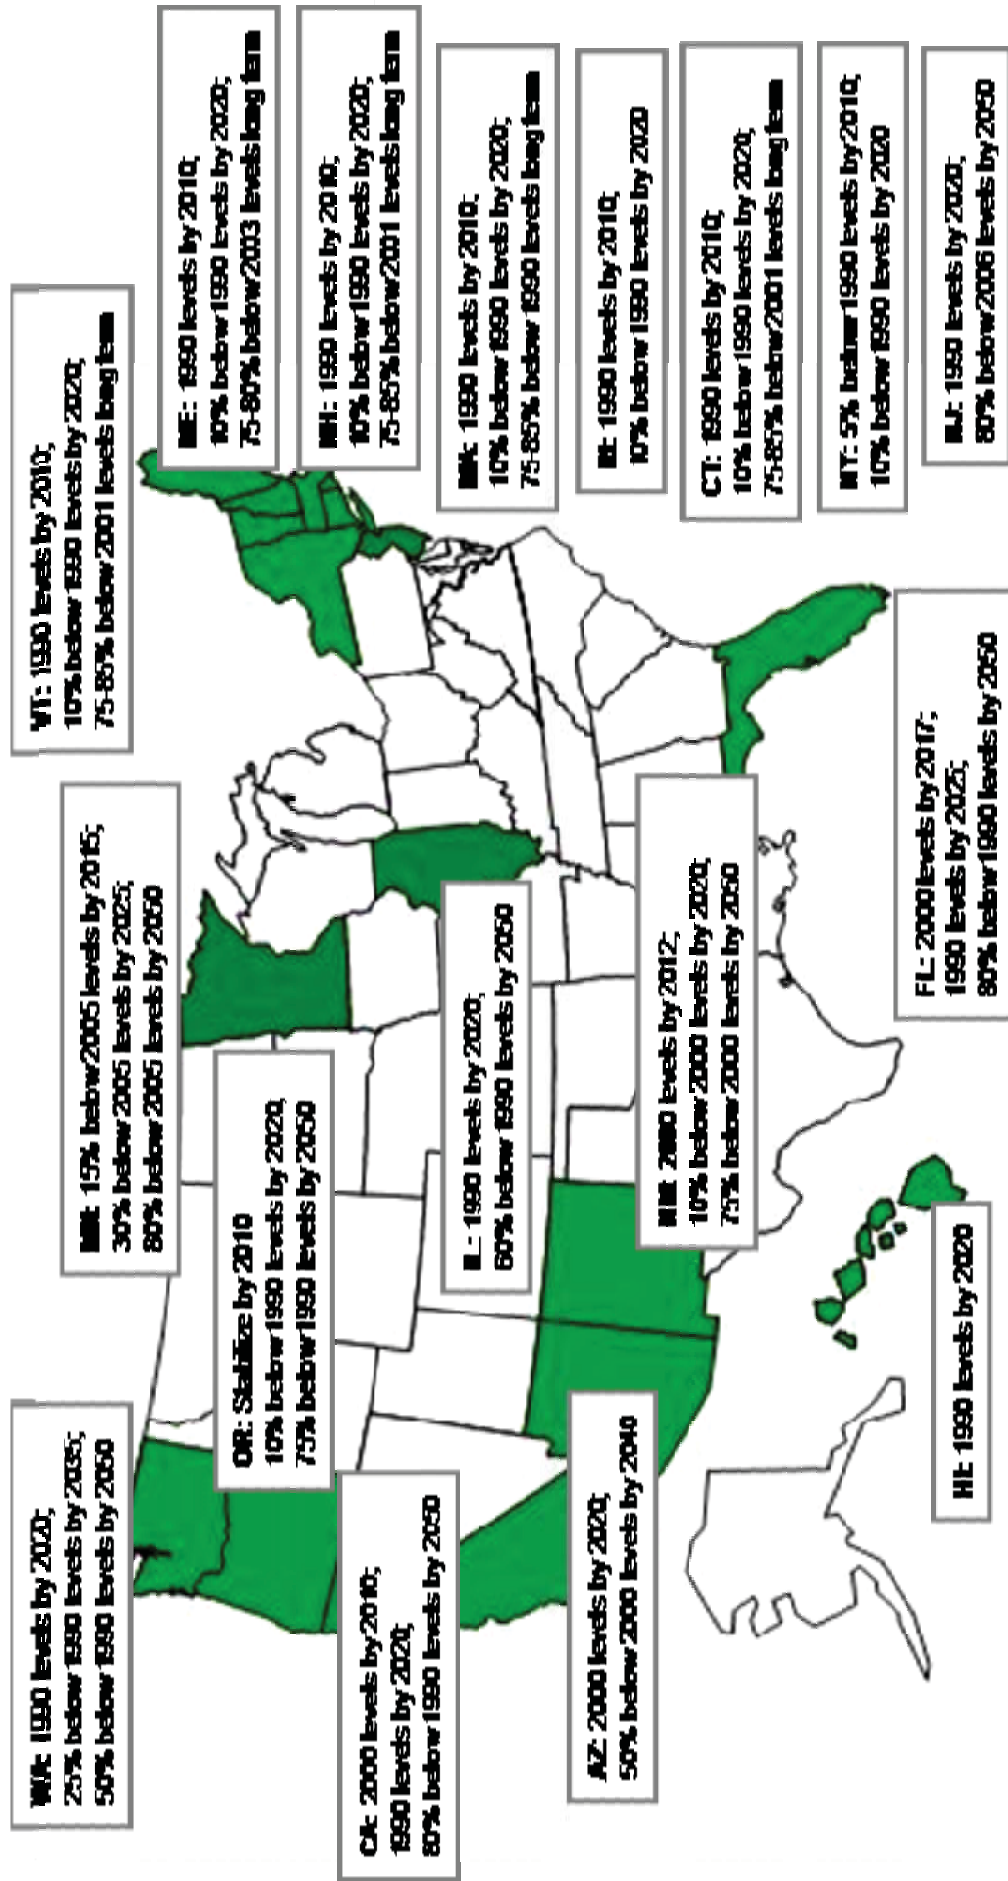 WA: 1990 levels by 2020;
25% below 1990 levels by 2035;
50% below 1990 levels by 2050
CA: 2000 levels by 2010;
1990 levels by 2020;
80% below 1990 levels by 2050
OR: Stabilize by 2010
10% below 1990 levels by 2020;
75% below 1990 levels by 2050
AZ: 2000 levels by 2020;
50% below 2000 levels by 2040
HI: 1990 levels by 2020
MN: 15% below 2005 levels by 2015;
30% below 2005 levels by 2025;
80% below 2005 levels by 2050
IL: 1990 levels by 2020;
60% below 1990 levels by 2050
NM: 2000 levels by 2012;
10% below 2000 levels by 2020;
75% below 2000 levels by 2050
FL: 2000 levels by 2017;
1990 levels by 2025;
80% below 1990 levels by 2050
VT: 1990 levels by 2010;
10% below 1990 levels by 2020;
75-85% below 2001 levels long term
ME: 1990 levels by 2010;
10% below 1990 levels by 2020;
75-80% below 2003 levels long term
NH: 1990 levels by 2010;
10% below 1990 levels by 2020;
75-85% below 2001 levels long term
MA: 1990 levels by 2010;
10% below 1990 levels by 2020;
75-85% below 1990 levels long term
RI: 1990 levels by 2010;
10% below 1990 levels by 2020
CT: 1990 levels by 2010;
10% below 1990 levels by 2020;
75-85% below 2001 levels long term
NY: 5% below 1990 levels by 2010;
10% below 1990 levels by 2020
NJ: 1990 levels by 2020;
80% below 2006 levels by 2050